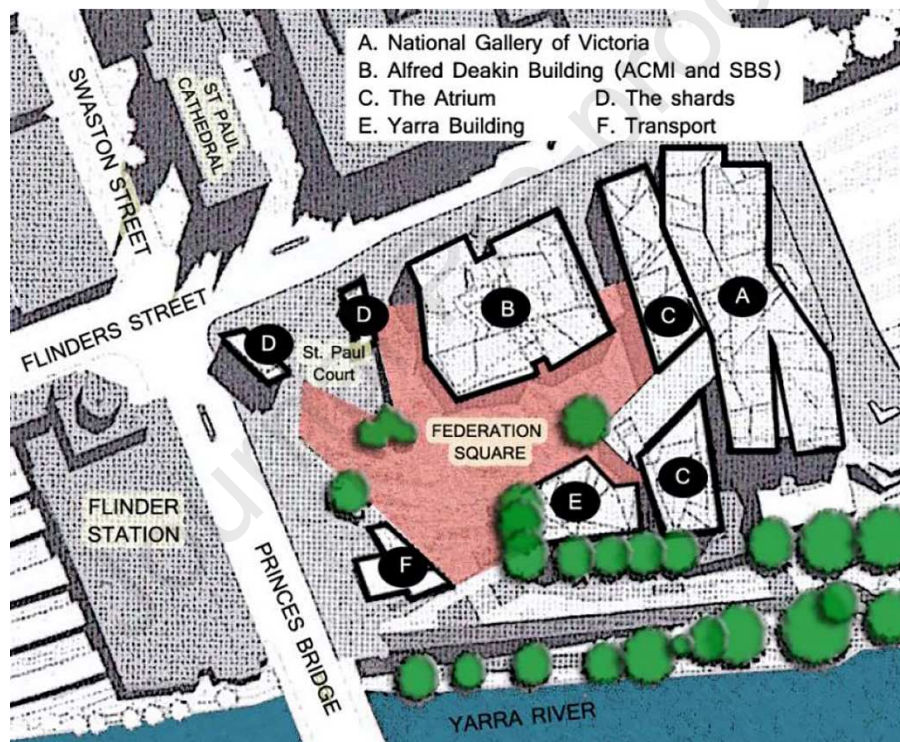 A. National Gallery of Victoria
B. Alfred Deakin Building (ACMI and SBS)
C. The Atrium D. The shards
E. Yarra Building F. Transport
SWASTON STREET
ST PAUL
CATHEDRAL
FLINDERS STREET
A
B
C
D
D
St. Paul
Court
FEDERATION
SQUARE
C
E
F
FLINDER
STATION
PRINCES BRIDGE
YARRA RIVER